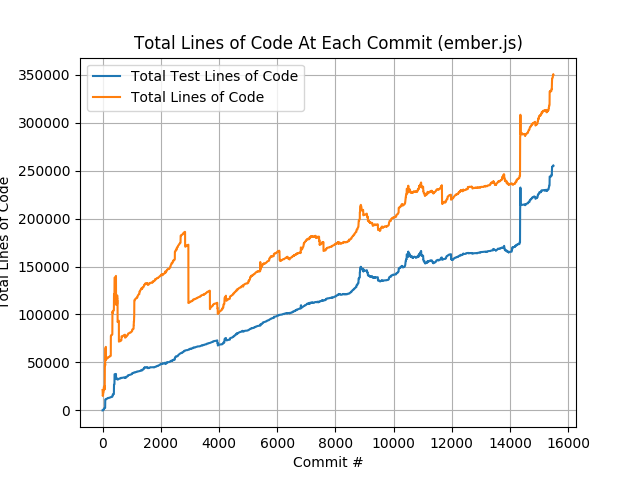 Total Lines of Code At Each Commit (ember.js)
Total Test Lines of Code
Total Lines of Code
350000
300000
250000
200000
150000
100000
50000
0
Total Lines of Code
0 2000 4000 6000 8000 10000 12000 14000 16000
Commit #